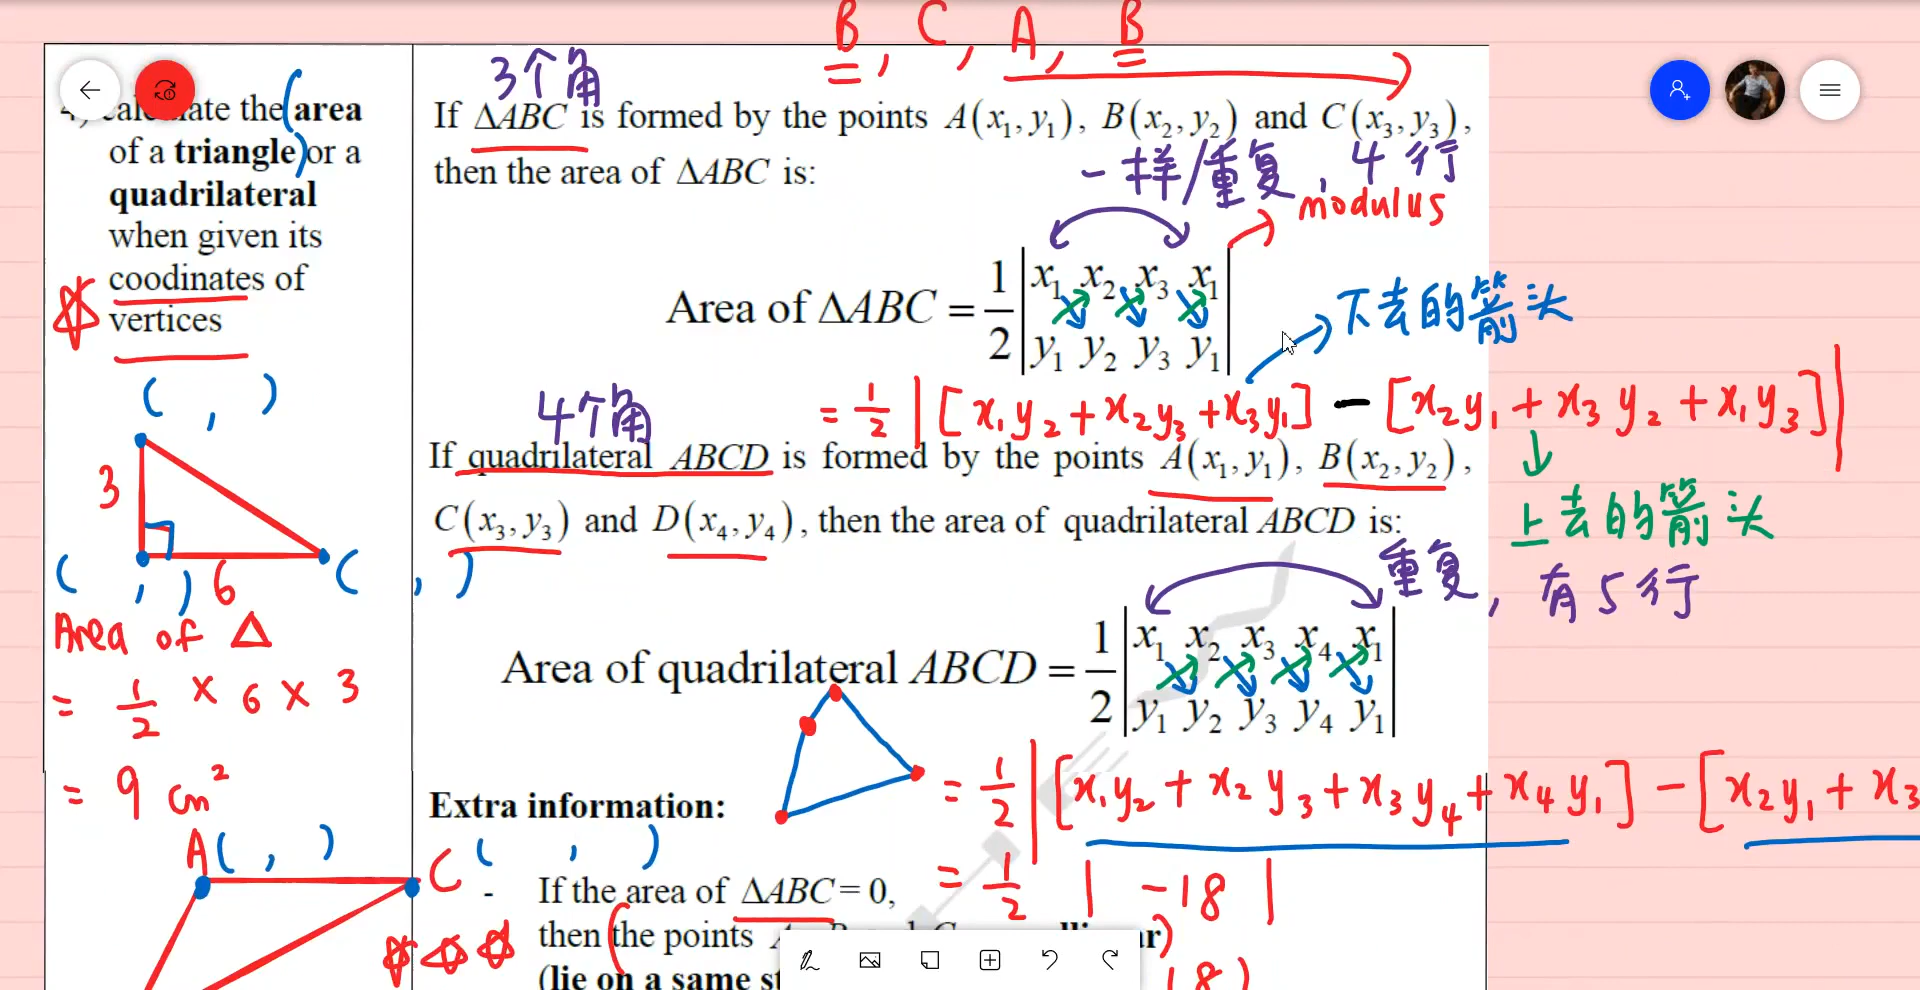 B, C, A, B
3个角
calculate the (area
of a triangle) or a
quadrilateral
when given its
coodinates of
vertices
If ΔABC is formed by the points A(x₁, y₁), B(x₂, y₂) and C(x₃, y₃),
then the area of ΔABC is:
一样/重复, 4行
modulus
Area of ΔABC = 1/2 | x₁ x₂ x₃ x₁
y₁ y₂ y₃ y₁ |
下去的箭头
= 1/2 | [x₁y₂ + x₂y₃ + x₃y₁] - [x₂y₁ + x₃y₂ + x₁y₃] |
上去的箭头
4个角
If quadrilateral ABCD is formed by the points A(x₁, y₁), B(x₂, y₂),
C(x₃, y₃) and D(x₄, y₄), then the area of quadrilateral ABCD is:
重复, 有5行
Area of quadrilateral ABCD = 1/2 | x₁ x₂ x₃ x₄ x₁
y₁ y₂ y₃ y₄ y₁ |
= 1/2 | [x₁y₂ + x₂y₃ + x₃y₄ + x₄y₁] - [x₂y₁ + x₃
= 1/2 | -18 |
18)
( , )
3
( , )
6
( , )
Area of Δ
= 1/2 × 6 × 3
= 9 cm²
A( , )
C( , )
Extra information:
- If the area of ΔABC = 0,
then (the points
(lie on a same st